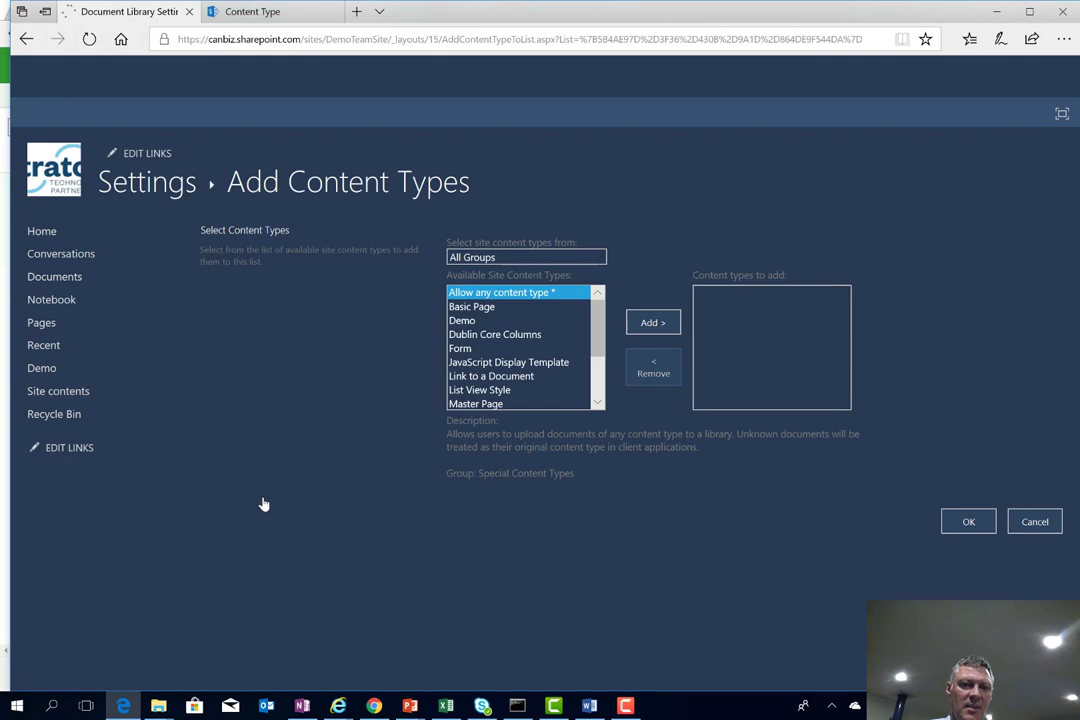 Document Library Settir
Content Type
https://canbiz.sharepoint.com/sites/DemoTeamSite/_layouts/15/AddContentTypeToList.aspx?List=%7B5B4AE97D%2D3F36%2D430B%2D9A1D%2D864DE9F544DA%7D
trato
TECHNO
PARTNE
EDIT LINKS
Settings ▸ Add Content Types
Home
Conversations
Documents
Notebook
Pages
Recent
Demo
Site contents
Recycle Bin
EDIT LINKS
Select Content Types
Select from the list of available site content types to add
them to this list.
Select site content types from:
All Groups
Available Site Content Types:
Allow any content type *
Basic Page
Demo
Dublin Core Columns
Form
JavaScript Display Template
Link to a Document
List View Style
Master Page
Add >
<
Remove
Content types to add:
Description:
Allows users to upload documents of any content type to a library. Unknown documents will be
treated as their original content type in client applications.
Group: Special Content Types
OK
Cancel